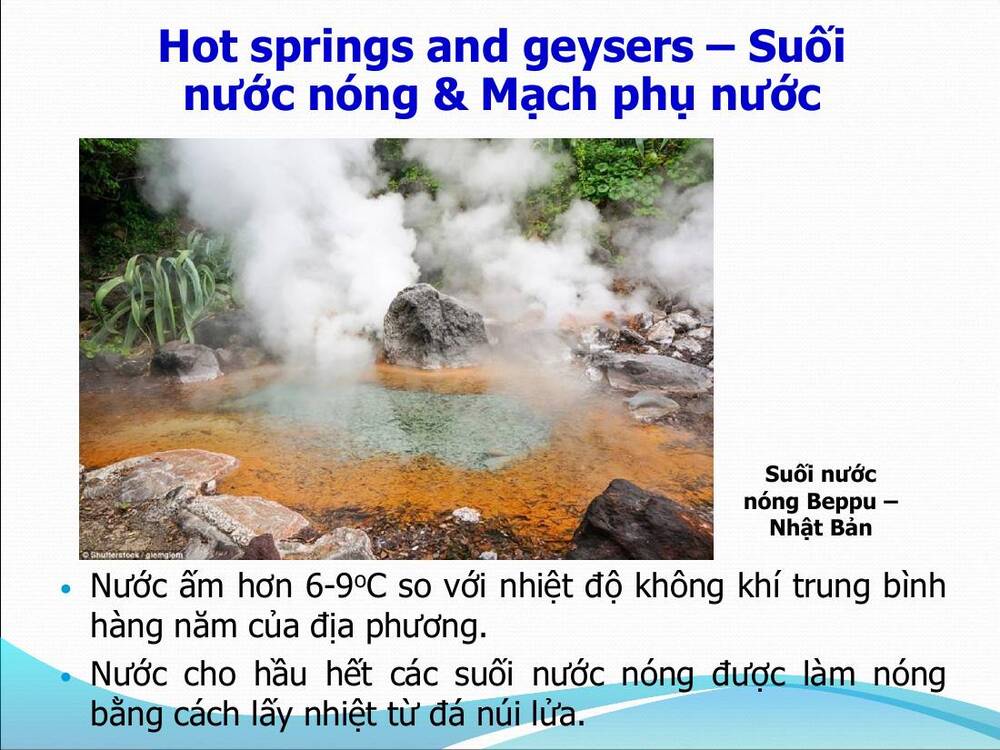 Hot springs and geysers – Suối
nước nóng & Mạch phụ nước
© Shutterstock / giemgiem
Suối nước
nóng Beppu –
Nhật Bản
• Nước ấm hơn 6-9ºC so với nhiệt độ không khí trung bình
hàng năm của địa phương.
• Nước cho hầu hết các suối nước nóng được làm nóng
bằng cách lấy nhiệt từ đá núi lửa.